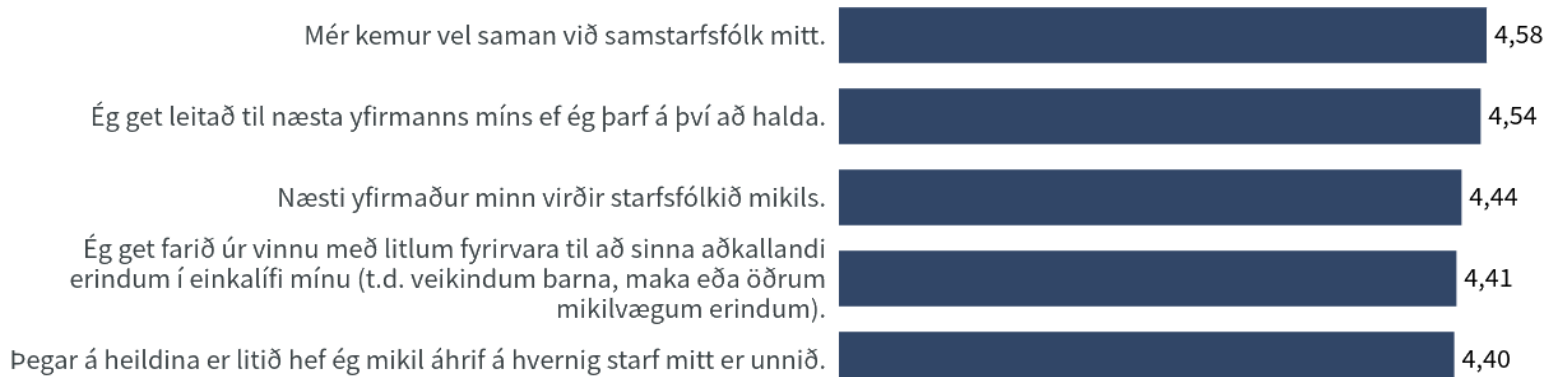 Mér kemur vel saman við samstarfsfólk mitt. 4,58
Ég get leitað til næsta yfirmanns míns ef ég þarf á því að halda. 4,54
Næsti yfirmaður minn virðir starfsfólkið mikils. 4,44
Ég get farið úr vinnu með litlum fyrirvara til að sinna aðkallandi
erindum í einkalífi mínu (t.d. veikindum barna, maka eða öðrum 4,41
mikilvægum erindum).
Þegar á heildina er litið hef ég mikil áhrif á hvernig starf mitt er unnið. 4,40